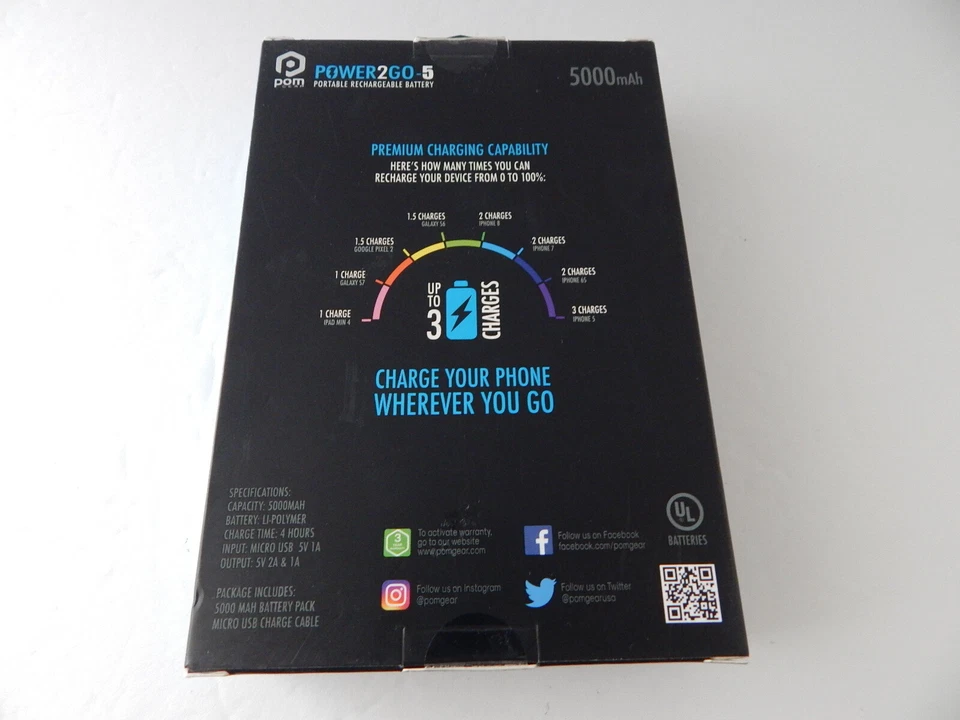 pom
GEAR
POWER2GO-5
PORTABLE RECHARGEABLE BATTERY
5000mAh
PREMIUM CHARGING CAPABILITY
HERE'S HOW MANY TIMES YOU CAN
RECHARGE YOUR DEVICE FROM 0 TO 100%:
1 CHARGE
IPAD MINI 4
1 CHARGE
GALAXY S7
1.5 CHARGES
GOOGLE PIXEL 2
1.5 CHARGES
GALAXY S6
2 CHARGES
IPHONE 8
2 CHARGES
IPHONE 7
2 CHARGES
IPHONE 6S
3 CHARGES
IPHONE 5
UP
TO
3
CHARGES
CHARGE YOUR PHONE
WHEREVER YOU GO
SPECIFICATIONS:
CAPACITY: 5000MAH
BATTERY: LI-POLYMER
CHARGE TIME: 4 HOURS
INPUT: MICRO USB 5V 1A
OUTPUT: 5V 2A & 1A
PACKAGE INCLUDES:
5000 MAH BATTERY PACK
MICRO USB CHARGE CABLE
3
To activate warranty,
go to our website
www.pomgear.com
Follow us on Instagram
@pomgear
f
Follow us on Facebook
facebook.com/pomgear
Follow us on Twitter
@pomgearusa
UL
BATTERIES